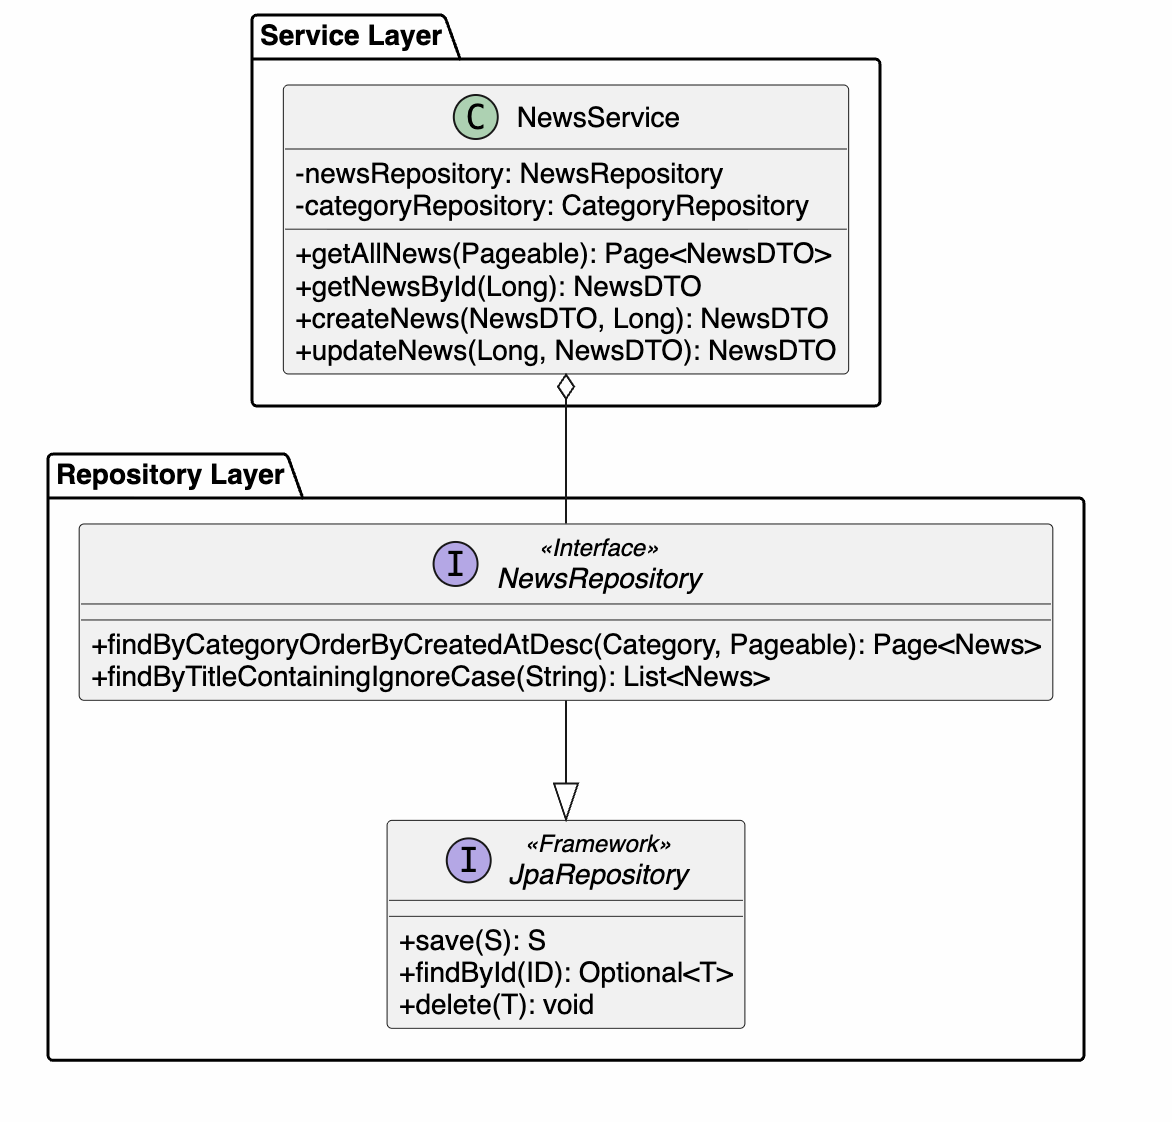 Service Layer
C NewsService
-newsRepository: NewsRepository
-categoryRepository: CategoryRepository
+getAllNews(Pageable): Page<NewsDTO>
+getNewsById(Long): NewsDTO
+createNews(NewsDTO, Long): NewsDTO
+updateNews(Long, NewsDTO): NewsDTO
Repository Layer
«Interface»
I NewsRepository
+findByCategoryOrderByCreatedAtDesc(Category, Pageable): Page<News>
+findByTitleContainingIgnoreCase(String): List<News>
«Framework»
I JpaRepository
+save(S): S
+findById(ID): Optional<T>
+delete(T): void